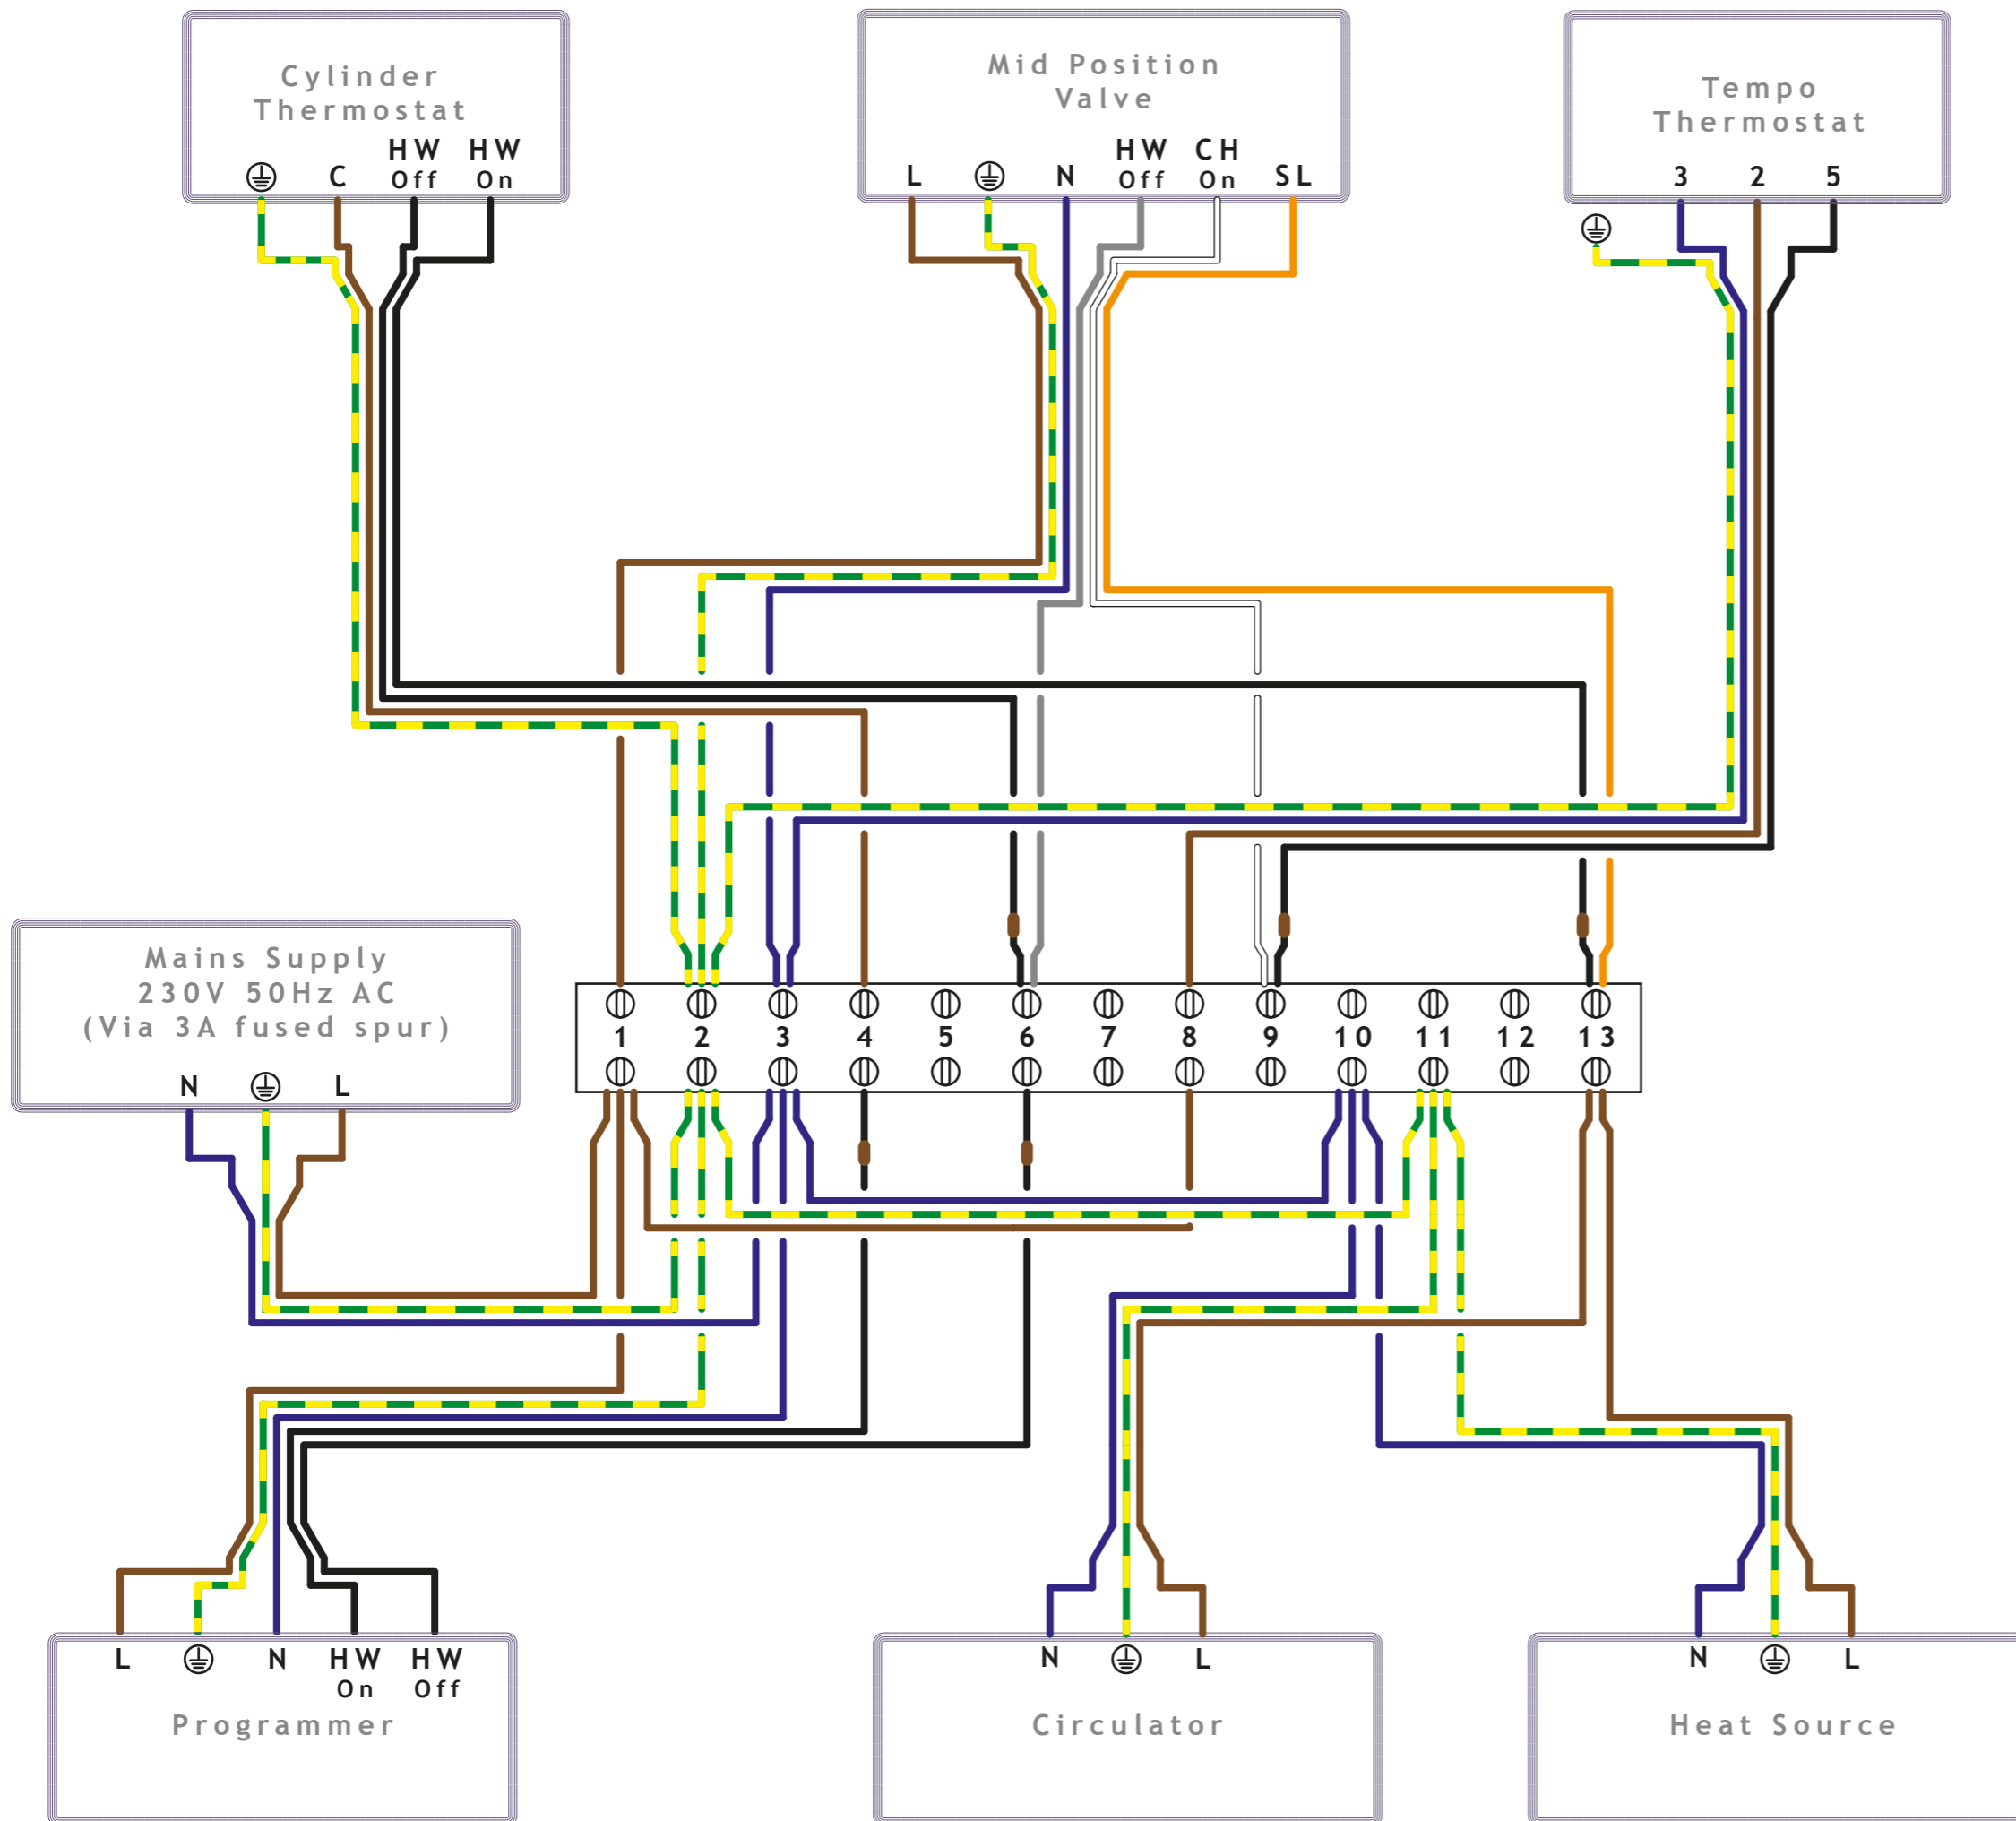 Cylinder
Thermostat
HW HW
C Off On
Mid Position
Valve
HW CH
L N Off On SL
Tempo
Thermostat
3 2 5
Mains Supply
230V 50Hz AC
(Via 3A fused spur)
N L
1 2 3 4 5 6 7 8 9 10 11 12 13
L N HW HW
On Off
Programmer
N L
Circulator
N L
Heat Source